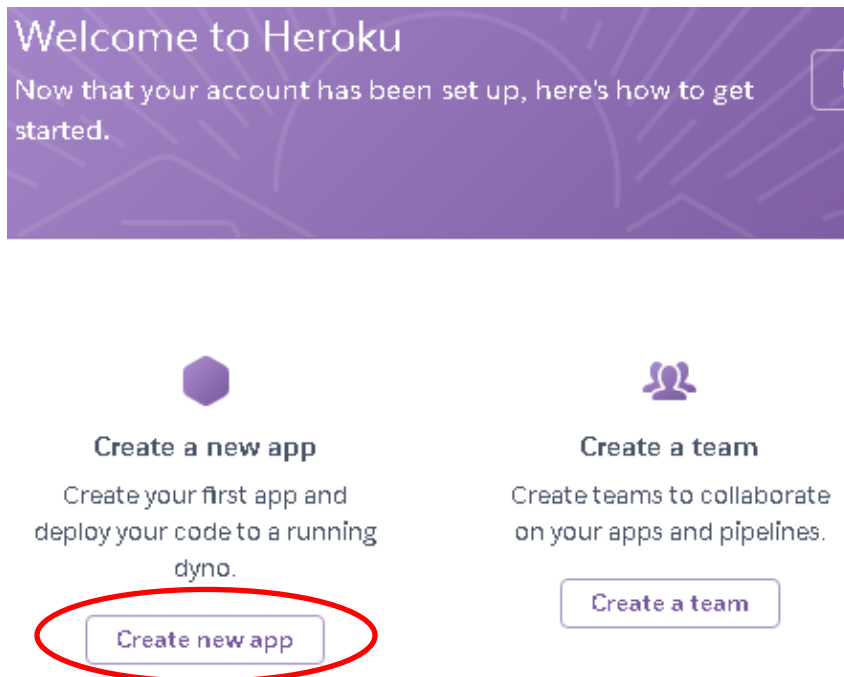 Welcome to Heroku
Now that your account has been set up, here's how to get
started.
Create a new app
Create your first app and
deploy your code to a running
dyno.
Create new app
Create a team
Create teams to collaborate
on your apps and pipelines.
Create a team